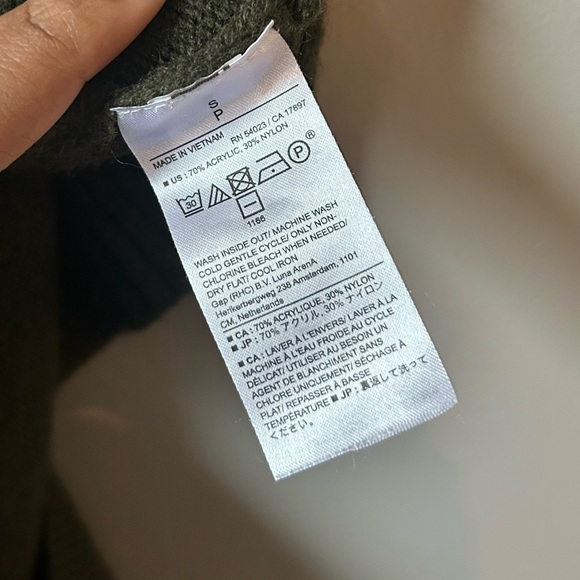 S
P
MADE IN VIETNAM RN 54023 / CA 17897
■ US : 70% ACRYLIC, 30% NYLON
30 P ®
1166
WASH INSIDE OUT/ MACHINE WASH
COLD GENTLE CYCLE/ ONLY NON-
CHLORINE BLEACH WHEN NEEDED/
DRY FLAT/ COOL IRON
Gap (RHC) B.V. Luna ArenA
Herikerbergweg 238 Amsterdam, 1101
CM, Netherlands
■ CA : 70% ACRYLIQUE, 30% NYLON
■ JP : 70% アクリル, 30% ナイロン
■ CA : LAVER À L'ENVERS/ LAVER À LA
MACHINE À L'EAU FROIDE AU CYCLE
DÉLICAT/ UTILISER AU BESOIN UN
AGENT DE BLANCHIMENT SANS
CHLORE UNIQUEMENT/ SÉCHAGE À
PLAT/ REPASSER À BASSE
TEMPÉRATURE ■ JP : 裏返して洗って
ください。